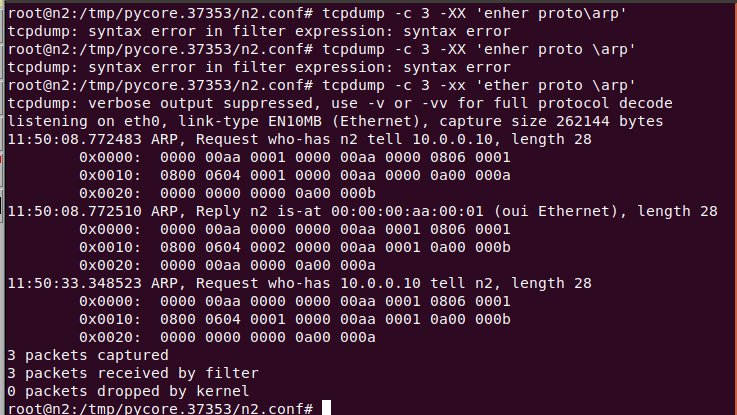 root@n2:/tmp/pycore.37353/n2.conf# tcpdump -c 3 -XX 'enher proto\arp'
tcpdump: syntax error in filter expression: syntax error
root@n2:/tmp/pycore.37353/n2.conf# tcpdump -c 3 -XX 'enher proto \arp'
tcpdump: syntax error in filter expression: syntax error
root@n2:/tmp/pycore.37353/n2.conf# tcpdump -c 3 -xx 'ether proto \arp'
tcpdump: verbose output suppressed, use -v or -vv for full protocol decode
listening on eth0, link-type EN10MB (Ethernet), capture size 262144 bytes
11:50:08.772483 ARP, Request who-has n2 tell 10.0.0.10, length 28
        0x0000:  0000 00aa 0001 0000 00aa 0000 0806 0001
        0x0010:  0800 0604 0001 0000 00aa 0000 0a00 000a
        0x0020:  0000 0000 0000 0a00 000b
11:50:08.772510 ARP, Reply n2 is-at 00:00:00:aa:00:01 (oui Ethernet), length 28
        0x0000:  0000 00aa 0000 0000 00aa 0001 0806 0001
        0x0010:  0800 0604 0002 0000 00aa 0001 0a00 000b
        0x0020:  0000 00aa 0000 0a00 000a
11:50:33.348523 ARP, Request who-has 10.0.0.10 tell n2, length 28
        0x0000:  0000 00aa 0000 0000 00aa 0001 0806 0001
        0x0010:  0800 0604 0001 0000 00aa 0001 0a00 000b
        0x0020:  0000 0000 0000 0a00 000a
3 packets captured
3 packets received by filter
0 packets dropped by kernel
root@n2:/tmp/pycore.37353/n2.conf#